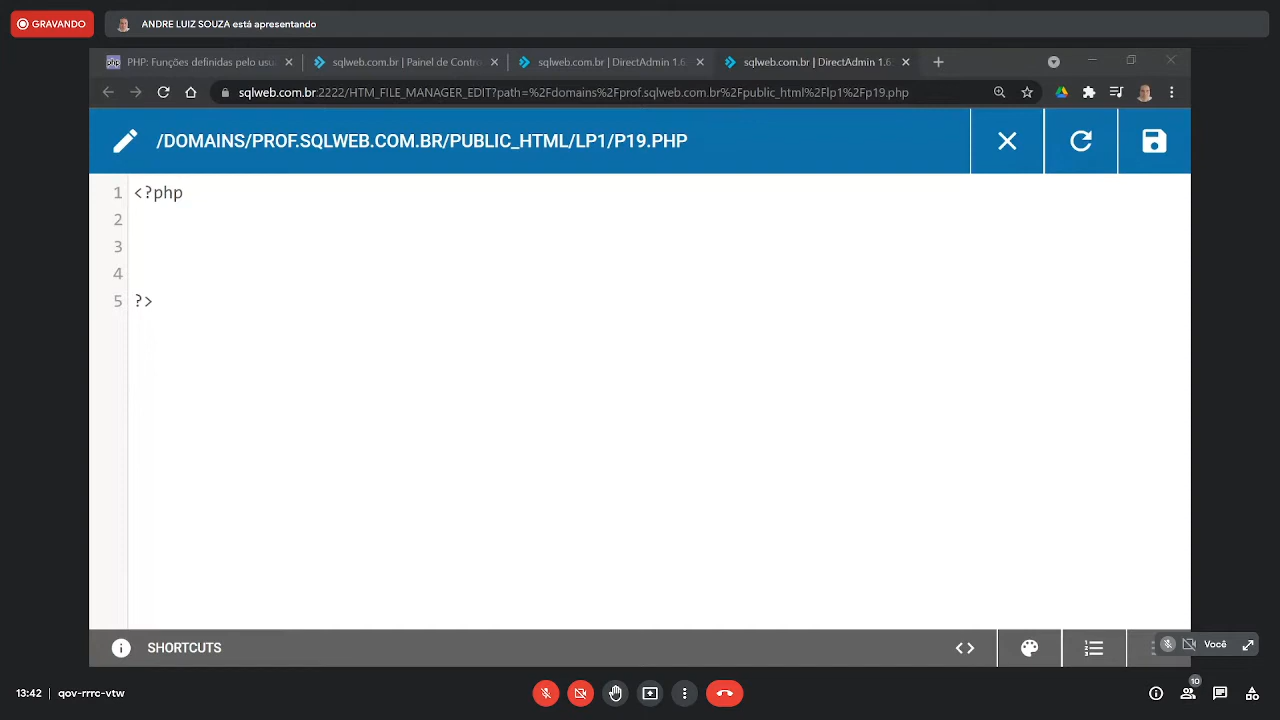 GRAVANDO
ANDRE LUIZ SOUZA está apresentando
php PHP: Funções definidas pelo usu
sqlweb.com.br | Painel de Contro
sqlweb.com.br | DirectAdmin 1.6
sqlweb.com.br | DirectAdmin 1.6
sqlweb.com.br:2222/HTM_FILE_MANAGER_EDIT?path=%2Fdomains%2Fprof.sqlweb.com.br%2Fpublic_html%2Flp1%2Fp19.php
/DOMAINS/PROF.SQLWEB.COM.BR/PUBLIC_HTML/LP1/P19.PHP
1 <?php
2
3
4
5 ?>
SHORTCUTS
Você
13:42 | qov-rrrc-vtw
10